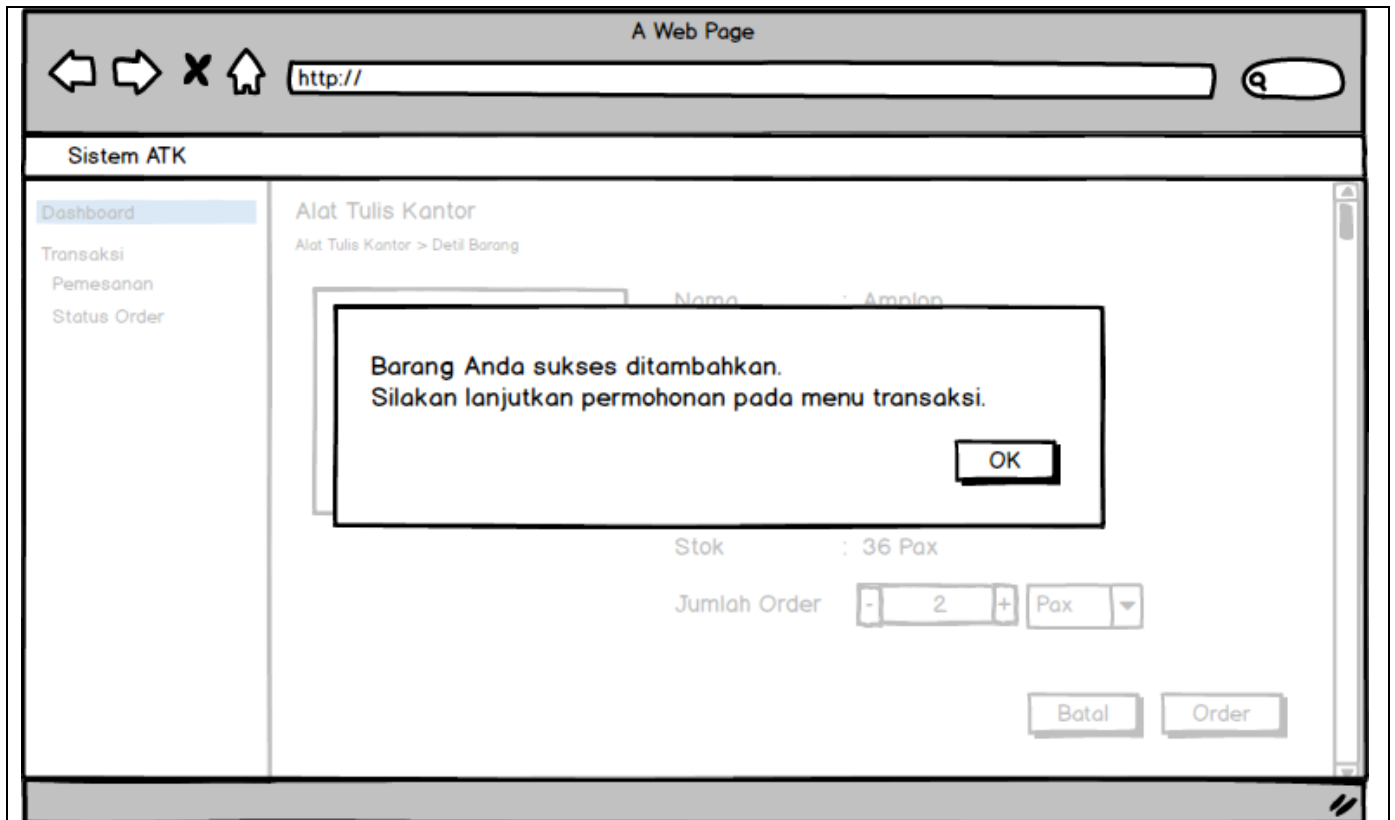 A Web Page
http://
Sistem ATK
Dashboard
Transaksi
Pemesanan
Status Order
Alat Tulis Kantor
Alat Tulis Kantor > Detil Barang
Nama : Amplop
Barang Anda sukses ditambahkan.
Silakan lanjutkan permohonan pada menu transaksi.
OK
Stok : 36 Pax
Jumlah Order - 2 + Pax
Batal Order